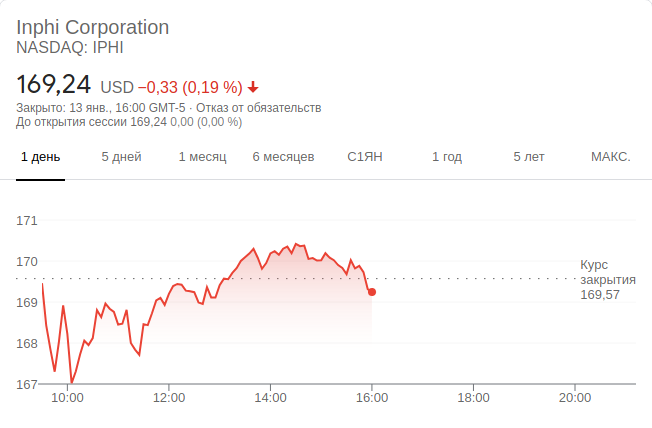 Inphi Corporation
NASDAQ: IPHI
169,24 USD −0,33 (0,19 %)
Закрыто: 13 янв., 16:00 GMT-5 · Отказ от обязательств
До открытия сессии 169,24 0,00 (0,00 %)
1 день 5 дней 1 месяц 6 месяцев С1ЯН 1 год 5 лет МАКС.
171
170
169
168
167
Курс
закрытия
169,57
10:00 12:00 14:00 16:00 18:00 20:00